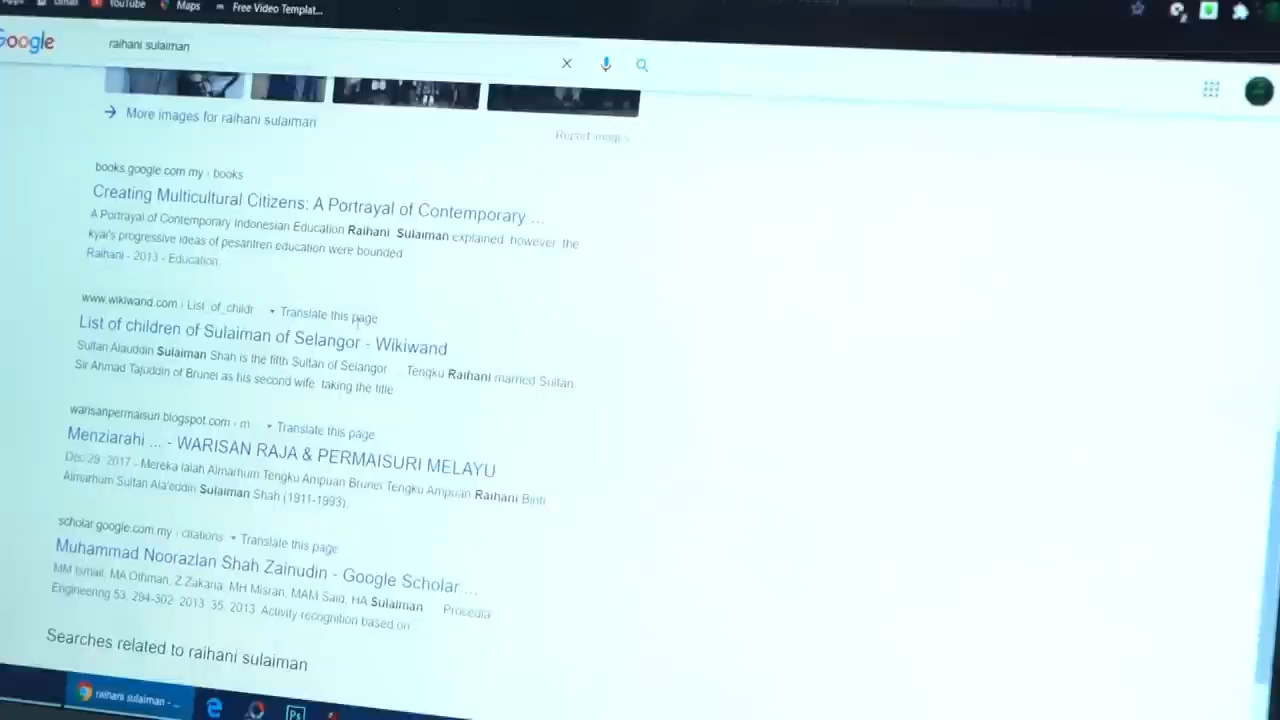 Apps
Gmail
YouTube
Maps
Free Video Templat...
Google
raihani sulaiman
More images for raihani sulaiman
Report images
books.google.com.my › books
Creating Multicultural Citizens: A Portrayal of Contemporary ...
A Portrayal of Contemporary Indonesian Education Raihani. Sulaiman explained, however, the
kyai's progressive ideas of pesantren education were bounded
Raihani - 2013 - Education
www.wikiwand.com › List_of_childr... Translate this page
List of children of Sulaiman of Selangor - Wikiwand
Sultan Alauddin Sulaiman Shah is the fifth Sultan of Selangor ... Tengku Raihani married Sultan
Sir Ahmad Tajuddin of Brunei as his second wife, taking the title
warisanpermaisuri.blogspot.com › m... Translate this page
Menziarahi ... - WARISAN RAJA & PERMAISURI MELAYU
Dec 29, 2017 - Mereka ialah Almarhum Tengku Ampuan Brunei Tengku Ampuan Raihani Binti
Almarhum Sultan Ala'eddin Sulaiman Shah (1911-1993).
scholar.google.com.my › citations Translate this page
Muhammad Noorazlan Shah Zainudin - Google Scholar ...
MM Ismail, MA Othman, Z Zakaria, MH Misran, MAM Said, HA Sulaiman ... Procedia
Engineering 53, 294-302, 2013. 35, 2013. Activity recognition based on
Searches related to raihani sulaiman
raihani sulaiman - ...
Ps